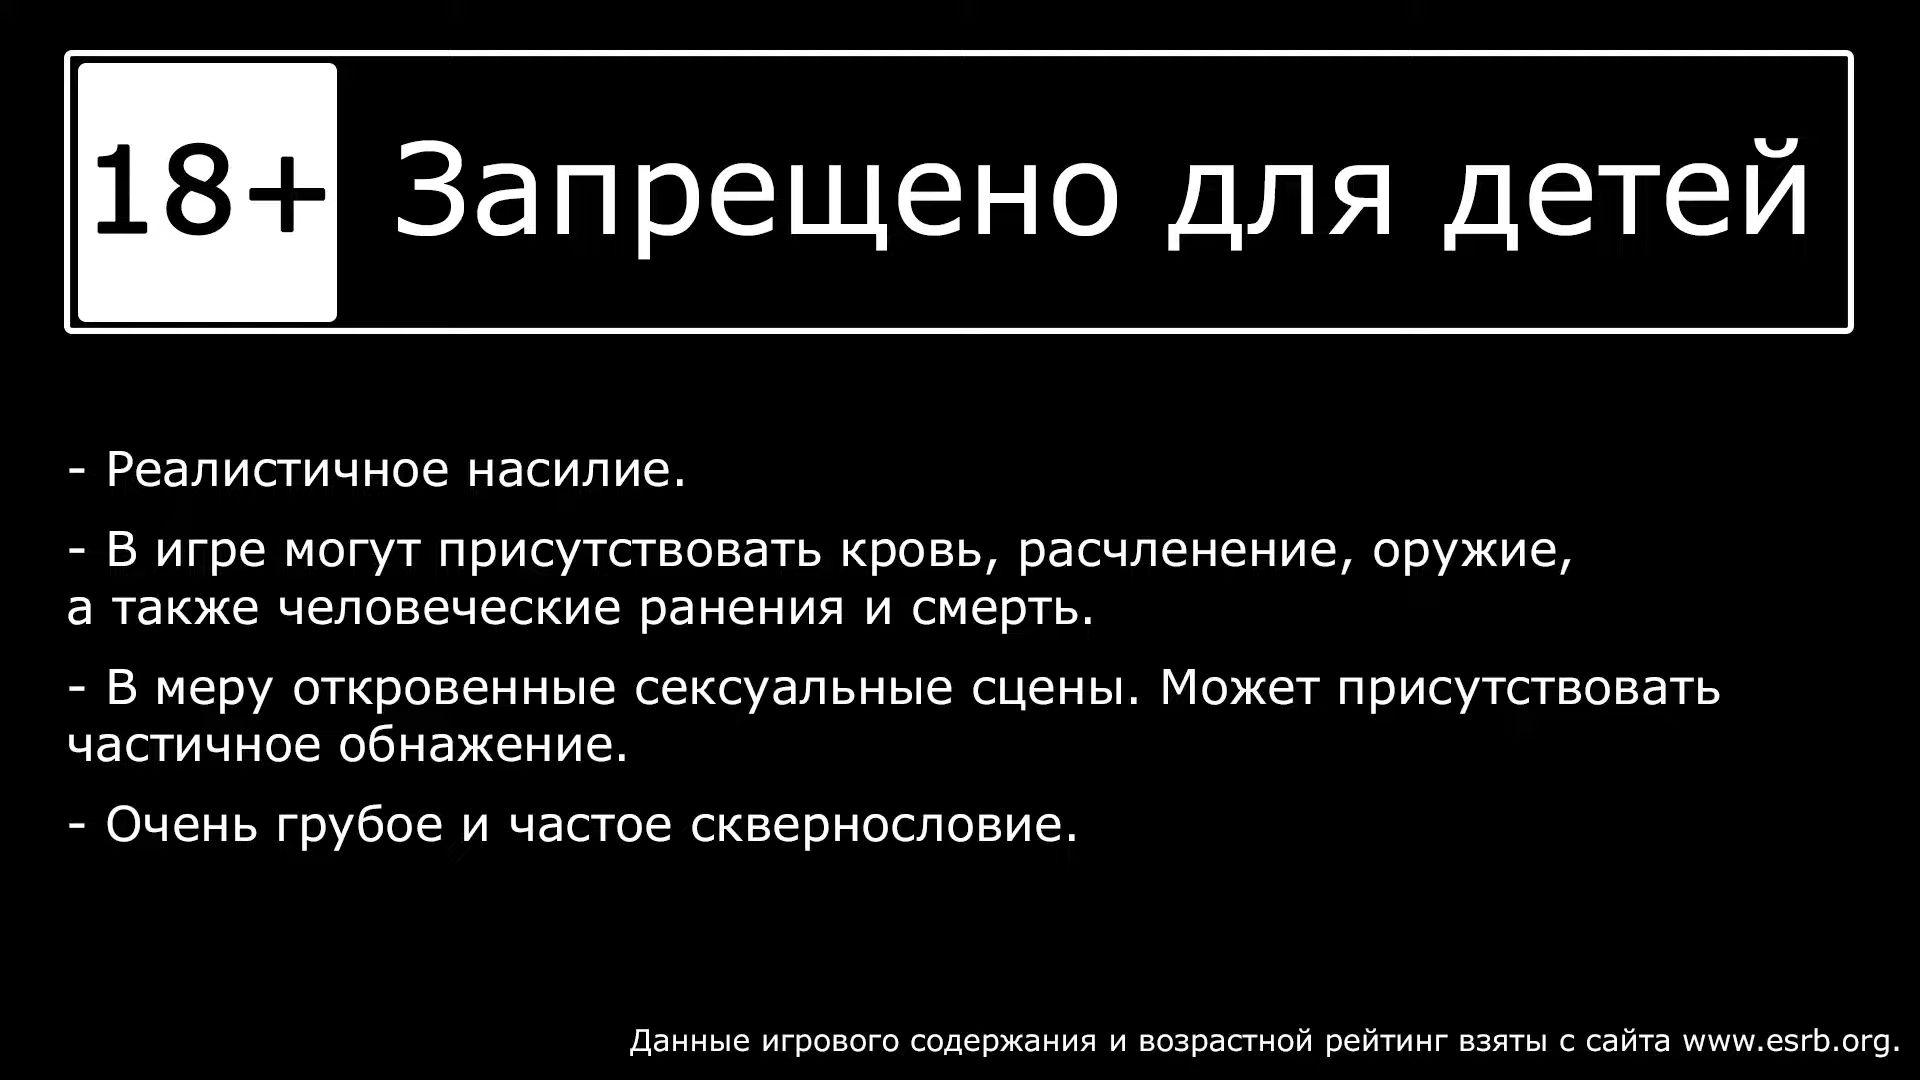 18+ Запрещено для детей
- Реалистичное насилие.
- В игре могут присутствовать кровь, расчленение, оружие,
а также человеческие ранения и смерть.
- В меру откровенные сексуальные сцены. Может присутствовать
частичное обнажение.
- Очень грубое и частое сквернословие.
Данные игрового содержания и возрастной рейтинг взяты с сайта www.esrb.org.